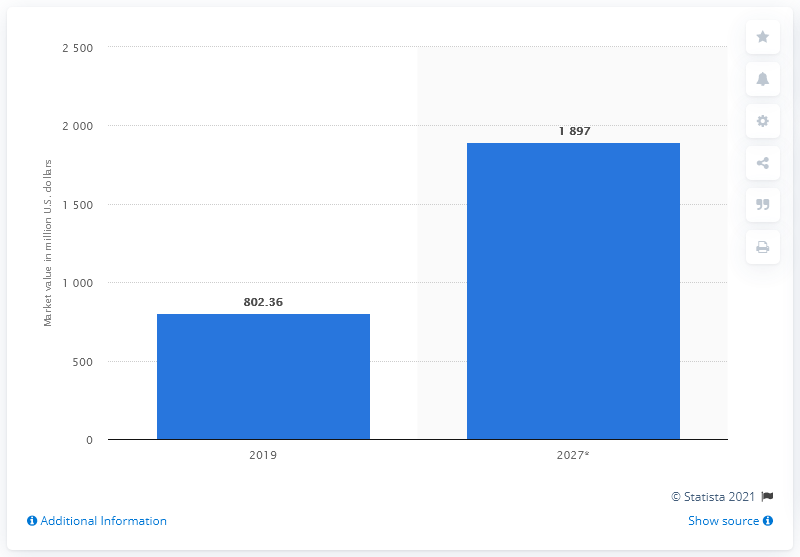 2 500
2 000
1 500
1 000
500
0
Market value in million U.S. dollars
802.36
1 897
2019
2027*
© Statista 2021
Additional Information
Show source